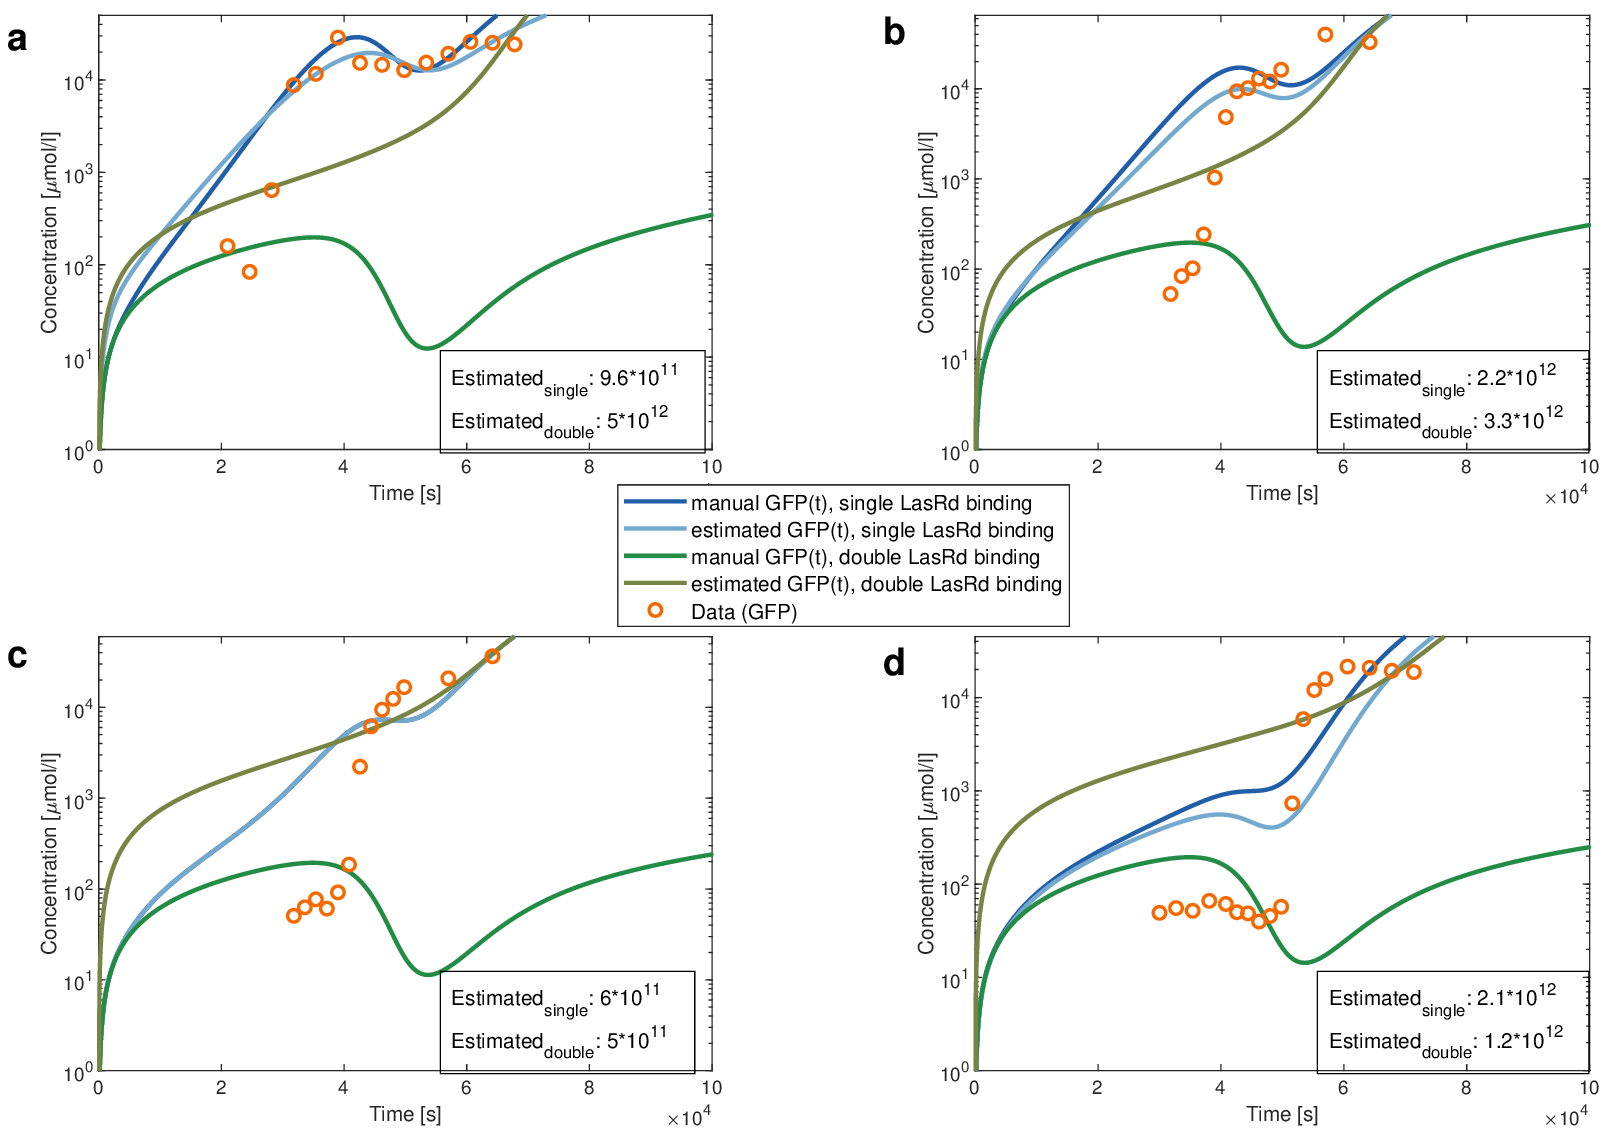 a
Concentration [μmol/l]
10^4
10^3
10^2
10^1
10^0
0 2 4 6 8 10
Time [s]
Estimated_single: 9.6*10^11
Estimated_double: 5*10^12
b
Concentration [μmol/l]
10^4
10^3
10^2
10^1
10^0
0 2 4 6 8 10
Time [s]
×10^4
Estimated_single: 2.2*10^12
Estimated_double: 3.3*10^12
manual GFP(t), single LasRd binding
estimated GFP(t), single LasRd binding
manual GFP(t), double LasRd binding
estimated GFP(t), double LasRd binding
Data (GFP)
c
Concentration [μmol/l]
10^4
10^3
10^2
10^1
10^0
0 2 4 6 8 10
Time [s]
×10^4
Estimated_single: 6*10^11
Estimated_double: 5*10^11
d
Concentration [μmol/l]
10^4
10^3
10^2
10^1
10^0
0 2 4 6 8 10
Time [s]
×10^4
Estimated_single: 2.1*10^12
Estimated_double: 1.2*10^12